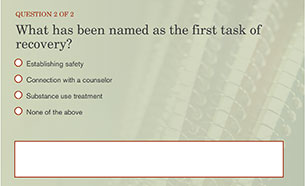 QUESTION 2 OF 2
What has been named as the first task of
recovery?
Establishing safety
Connection with a counselor
Substance use treatment
None of the above